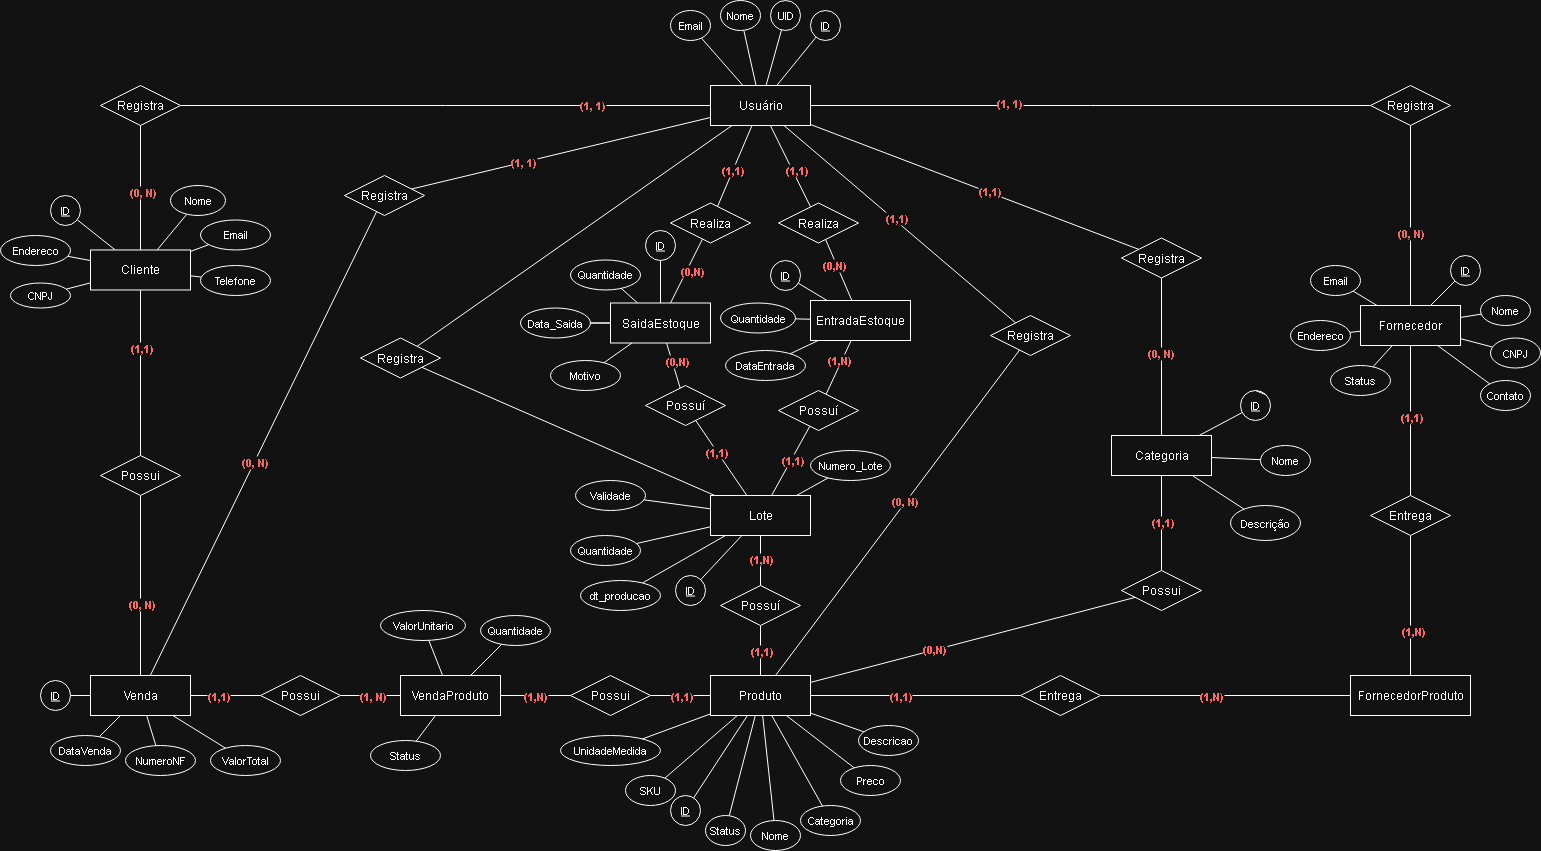 Email
Nome
UID
ID
Registra
(1, 1)
Usuário
(1, 1)
Registra
(1, 1)
Registra
(1,1)
(1,1)
(0, N)
(1,1)
ID
Nome
Email
Endereco
Cliente
Telefone
CNPJ
Realiza
Realiza
(1,1)
(0, N)
ID
(0,N)
(0,N)
Quantidade
ID
Registra
Data_Saida
SaidaEstoque
Quantidade
EntradaEstoque
Motivo
DataEntrada
Registra
Registra
Email
ID
Endereco
Fornecedor
Nome
Status
CNPJ
Contato
(1,1)
(0,N)
(1,N)
(0, N)
Possuí
Possuí
ID
(1,1)
(1,1)
(1,1)
Numero_Lote
Categoria
Nome
(0, N)
Possui
Validade
Lote
(0, N)
Descrição
(1,1)
Entrega
Quantidade
(1,N)
dt_producao
ID
Possuí
Possui
(0, N)
ValorUnitario
Quantidade
(1,1)
(0,N)
(1,N)
ID
Venda
(1,1)
Possui
(1, N)
VendaProduto
(1,N)
Possui
(1,1)
Produto
(1,1)
Entrega
(1,N)
FornecedorProduto
DataVenda
NumeroNF
ValorTotal
Status
UnidadeMedida
SKU
ID
Status
Nome
Categoria
Preco
Descricao